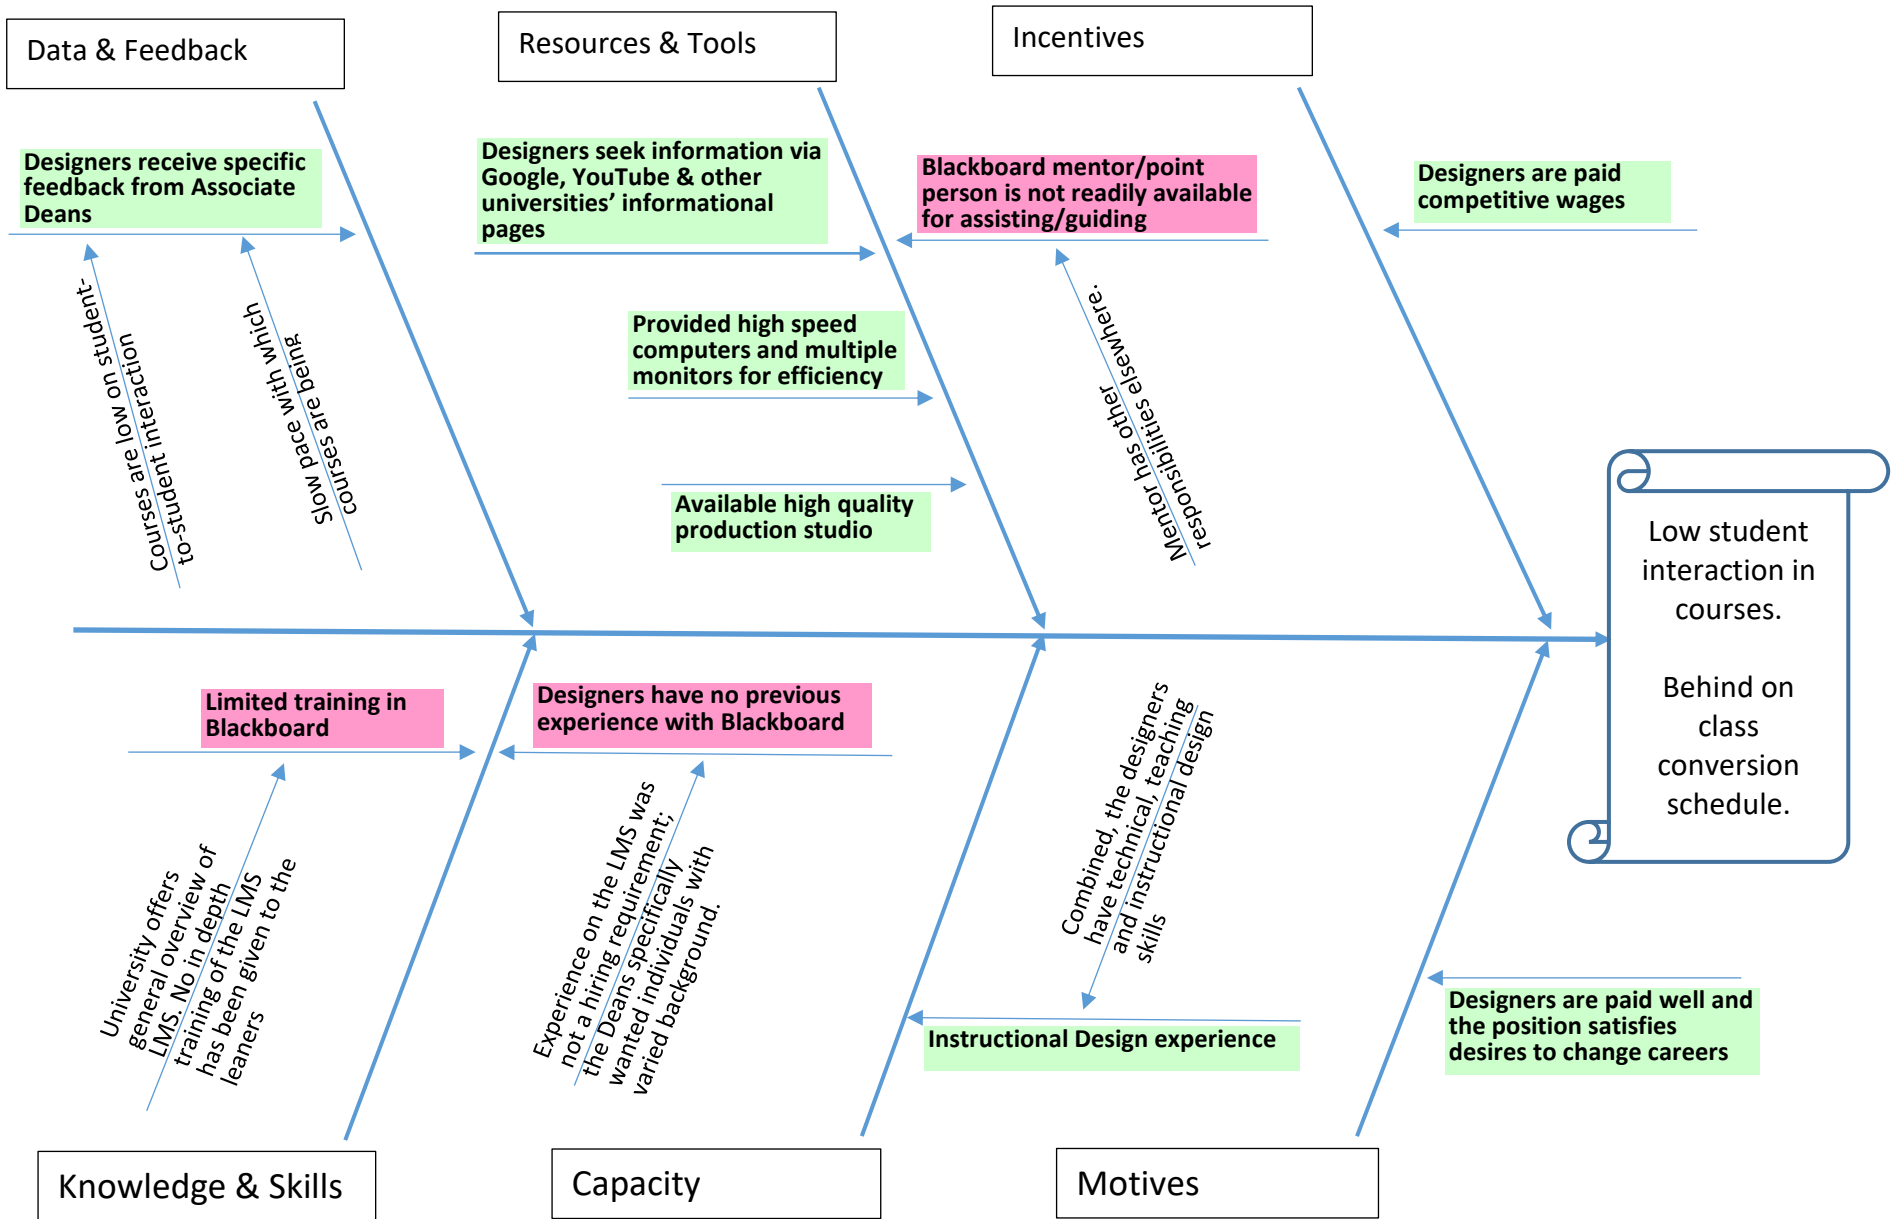 Data & Feedback
Resources & Tools
Incentives
Designers receive specific
feedback from Associate
Deans
Courses are low on student-
to-student interaction
Slow pace with which
courses are being
Designers seek information via
Google, YouTube & other
universities’ informational
pages
Provided high speed
computers and multiple
monitors for efficiency
Available high quality
production studio
Blackboard mentor/point
person is not readily available
for assisting/guiding
Mentor has other
responsibilities elsewhere.
Designers are paid
competitive wages
Low student
interaction in
courses.
Behind on
class
conversion
schedule.
Limited training in
Blackboard
University offers
general overview of
LMS. No in depth
training of the LMS
has been given to the
leaners
Designers have no previous
experience with Blackboard
Experience on the LMS was
not a hiring requirement;
the Deans specifically
wanted individuals with
varied background.
Combined, the designers
have technical, teaching
and instructional design
skills
Instructional Design experience
Designers are paid well and
the position satisfies
desires to change careers
Knowledge & Skills
Capacity
Motives